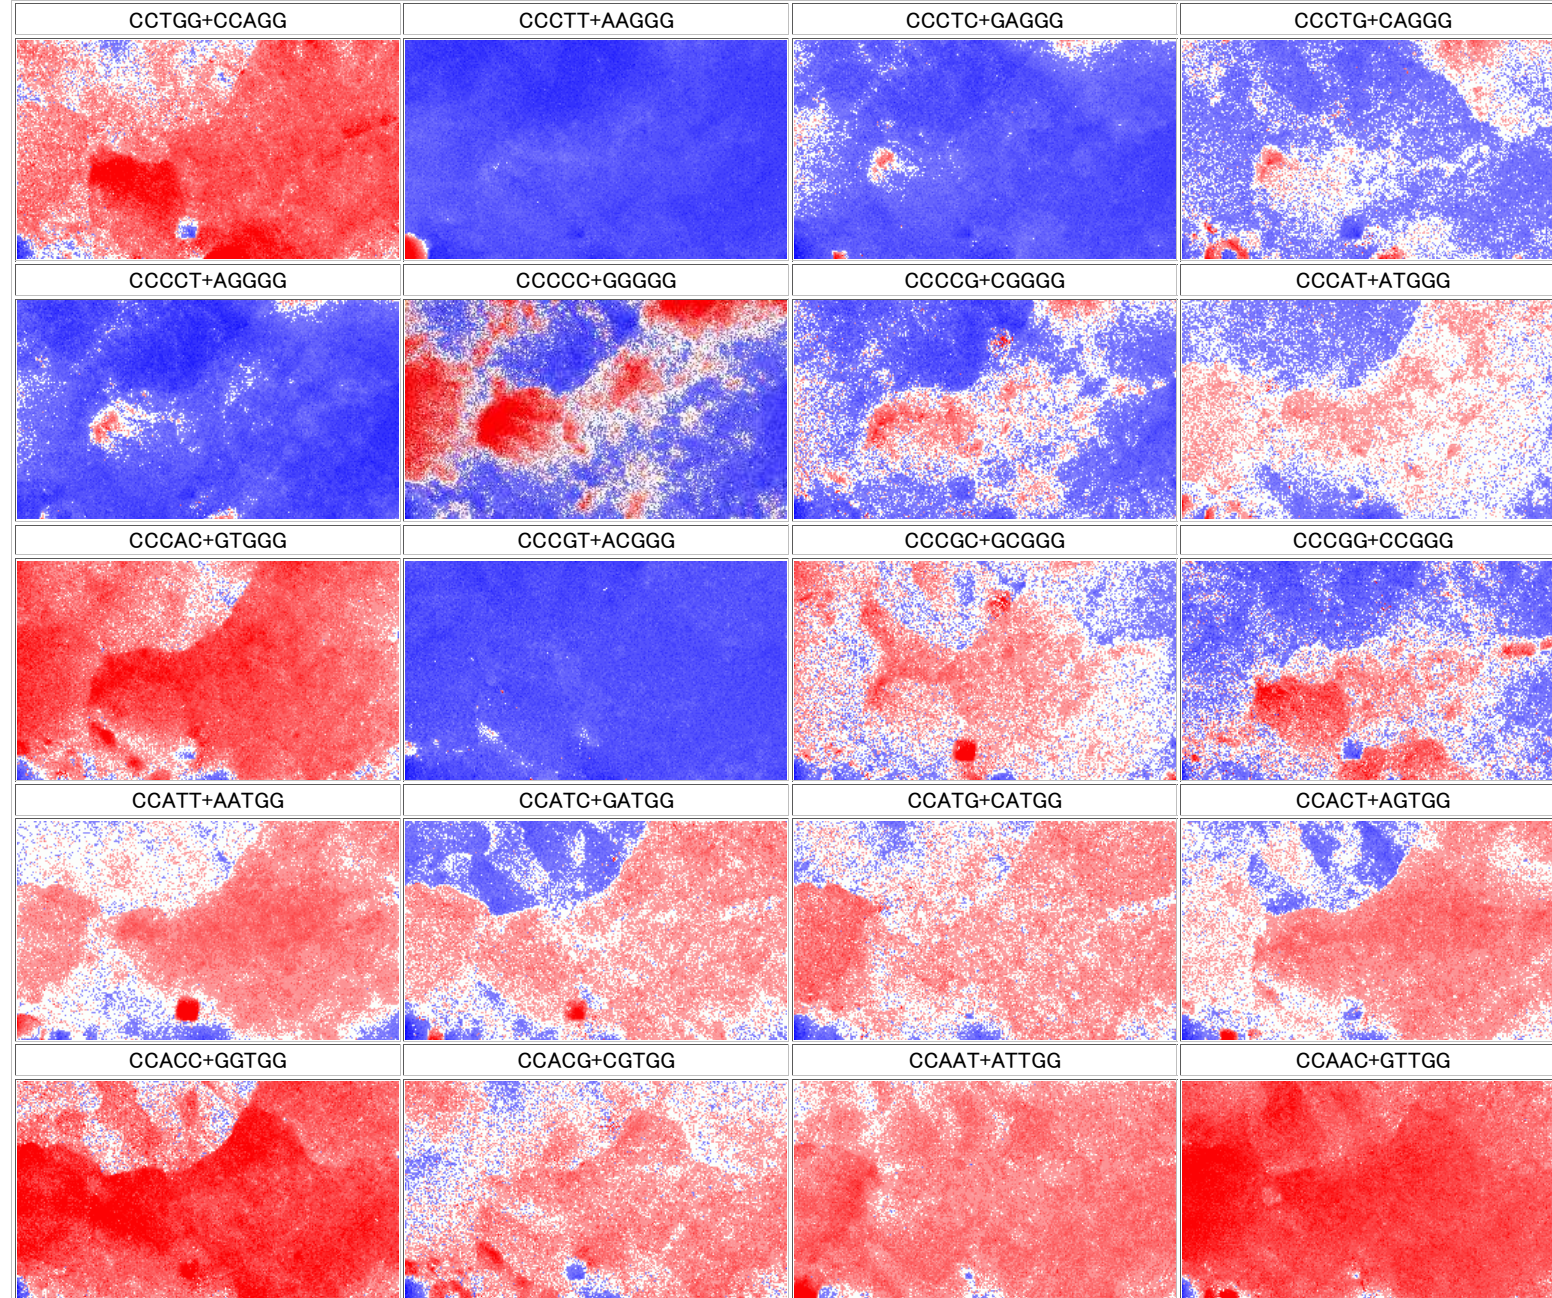 CCTGG+CCAGG CCCTT+AAGGG CCCTC+GAGGG CCCTG+CAGGG
CCCCT+AGGGG CCCCC+GGGGG CCCCG+CGGGG CCCAT+ATGGG
CCCAC+GTGGG CCCGT+ACGGG CCCGC+GCGGG CCCGG+CCGGG
CCATT+AATGG CCATC+GATGG CCATG+CATGG CCACT+AGTGG
CCACC+GGTGG CCACG+CGTGG CCAAT+ATTGG CCAAC+GTTGG